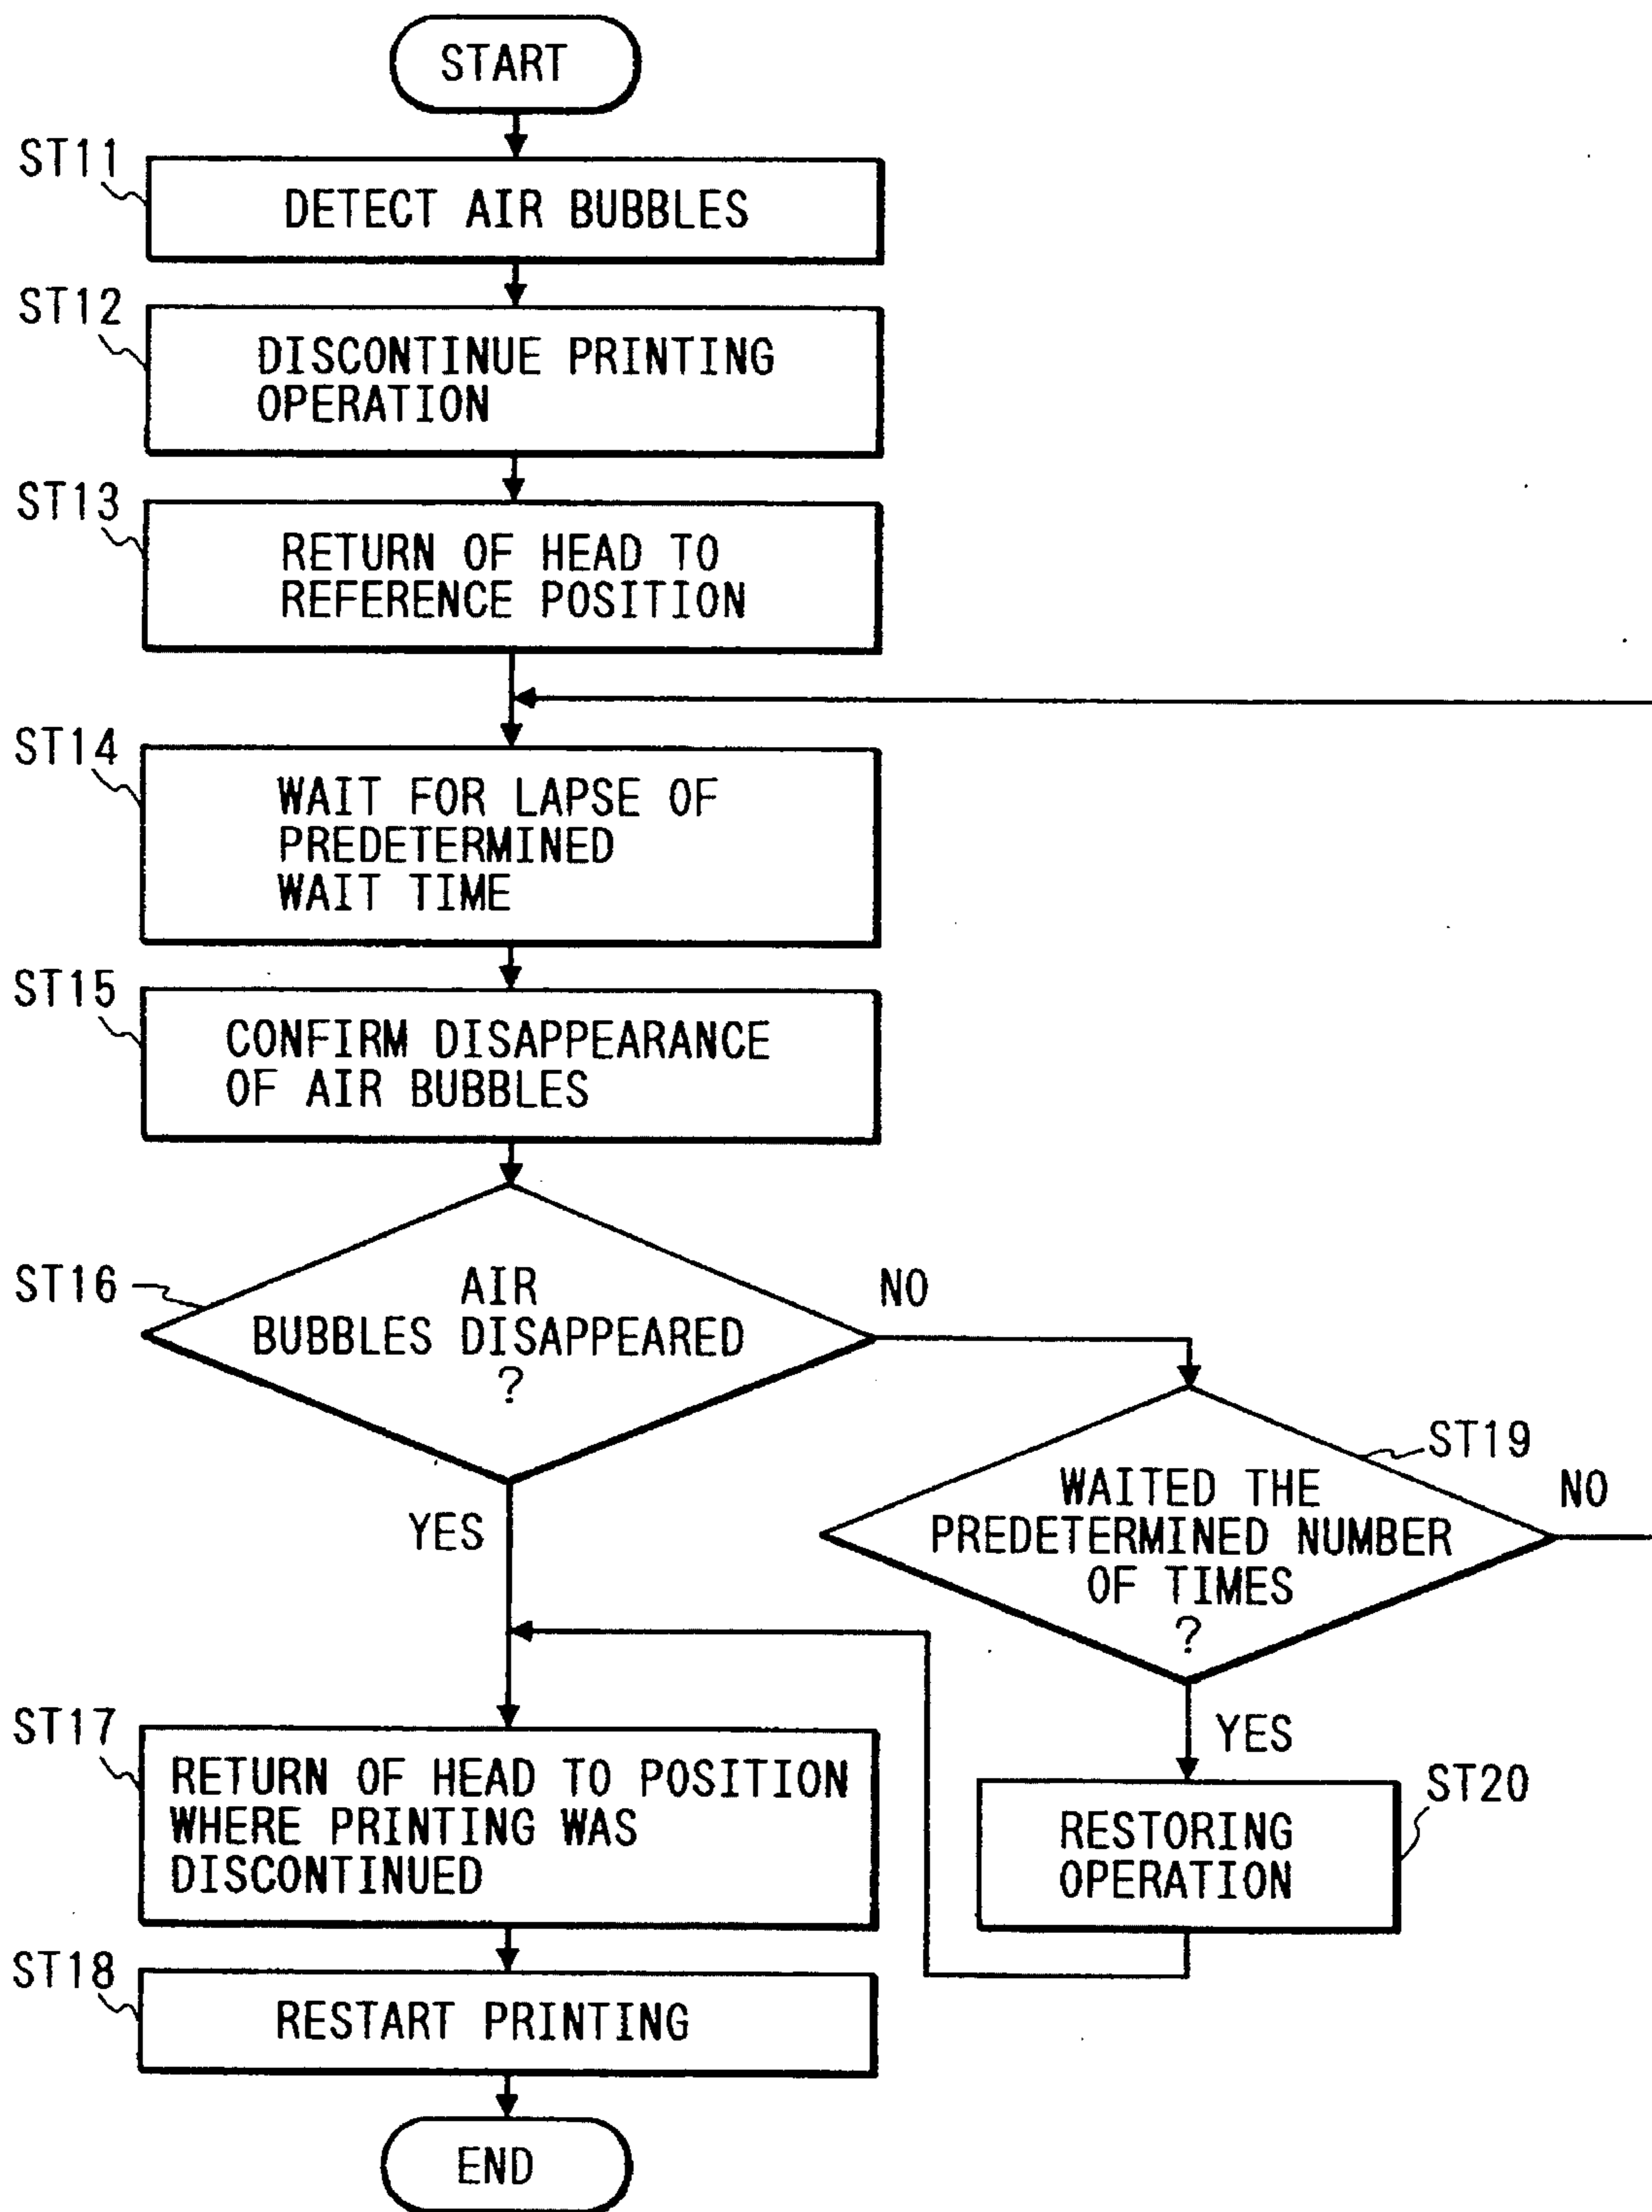 START
ST11
DETECT AIR BUBBLES
ST12
DISCONTINUE PRINTING
OPERATION
ST13
RETURN OF HEAD TO
REFERENCE POSITION
ST14
WAIT FOR LAPSE OF
PREDETERMINED
WAIT TIME
ST15
CONFIRM DISAPPEARANCE
OF AIR BUBBLES
ST16
AIR
BUBBLES DISAPPEARED
?
NO
YES
ST19
WAITED THE
PREDETERMINED NUMBER
OF TIMES
?
NO
YES
ST17
RETURN OF HEAD TO POSITION
WHERE PRINTING WAS
DISCONTINUED
ST20
RESTORING
OPERATION
ST18
RESTART PRINTING
END